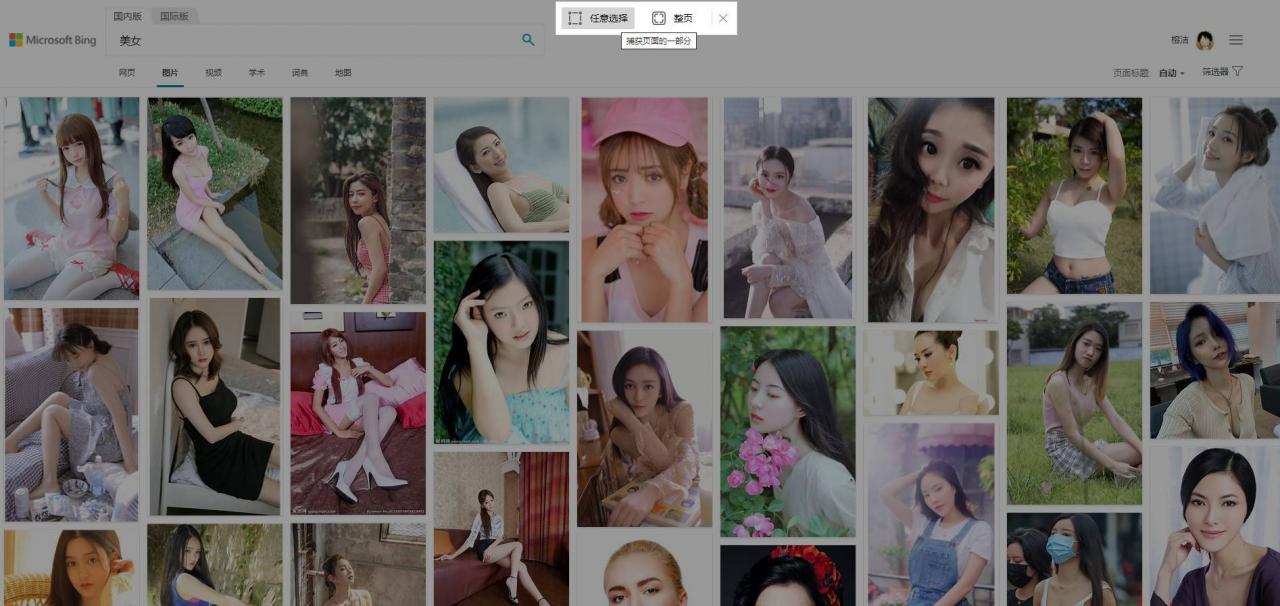 国内版 国际版
任意选择 整页
捕获页面的一部分
Microsoft Bing
美女
网页 图片 视频 学术 词典 地图
页面标题: 自动 筛选器